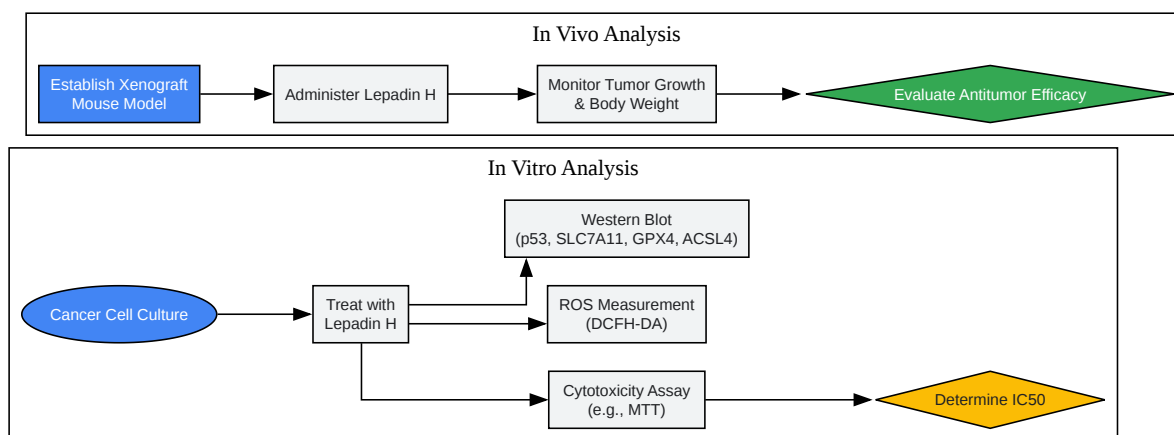 In Vivo Analysis
Establish Xenograft
Mouse Model
Administer Lepadin H
Monitor Tumor Growth
& Body Weight
Evaluate Antitumor Efficacy
In Vitro Analysis
Western Blot
(p53, SLC7A11, GPX4, ACSL4)
Cancer Cell Culture
Treat with
Lepadin H
ROS Measurement
(DCFH-DA)
Cytotoxicity Assay
(e.g., MTT)
Determine IC50